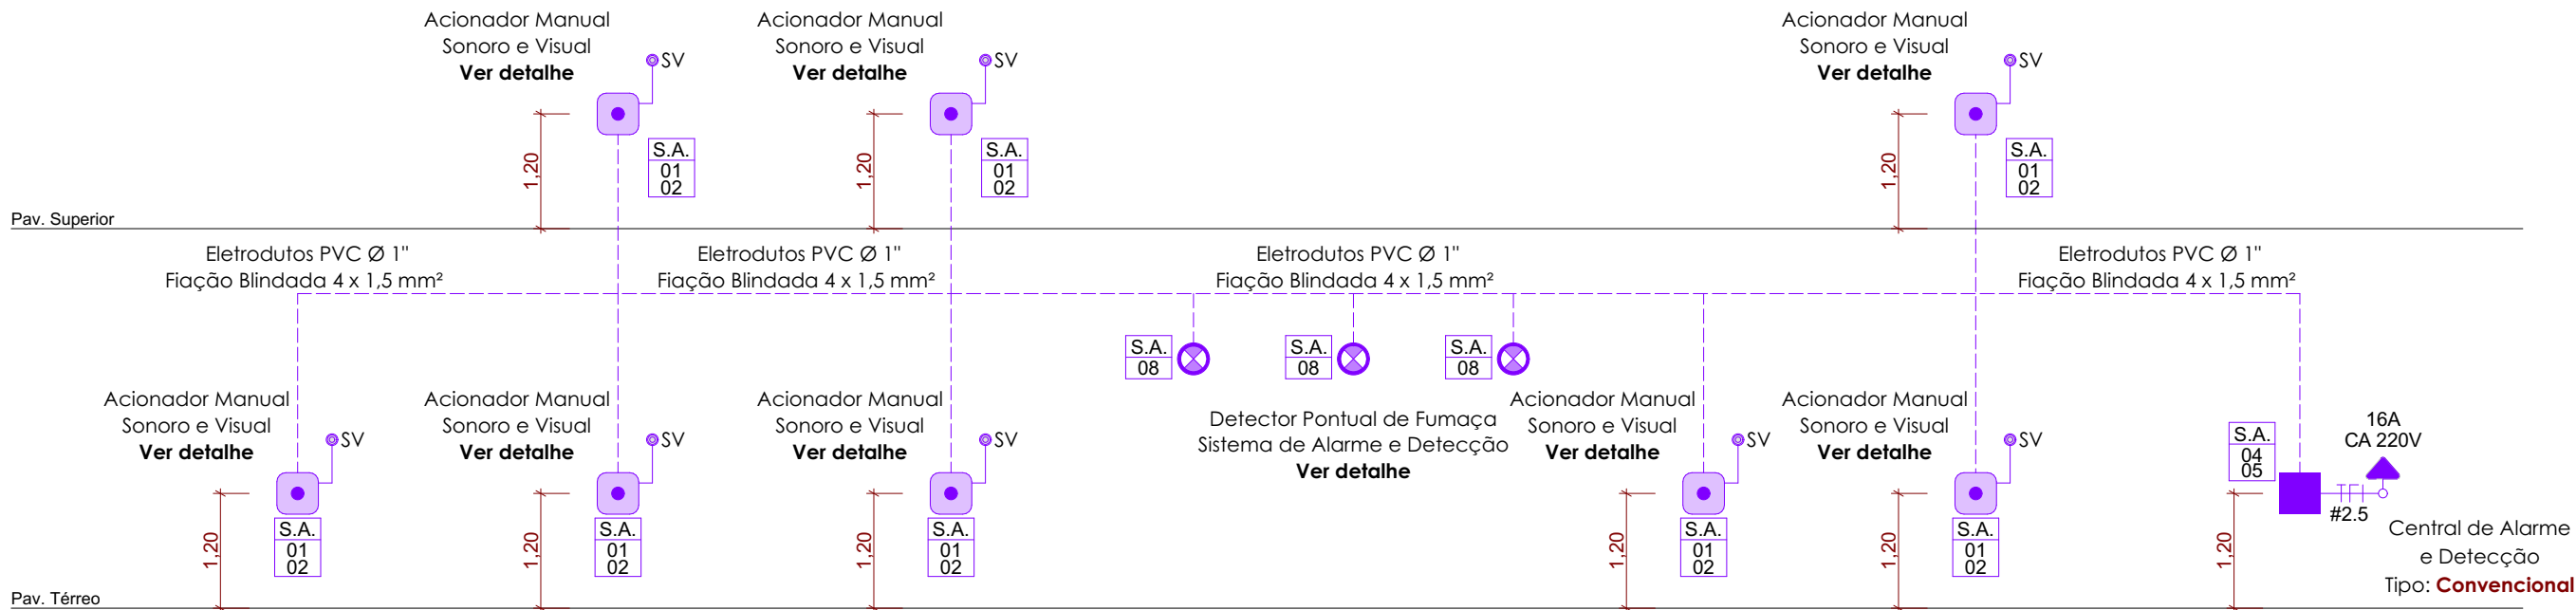 Acionador Manual
Sonoro e Visual
Ver detalhe
SV
1,20
S.A.
01
02
Acionador Manual
Sonoro e Visual
Ver detalhe
SV
1,20
S.A.
01
02
Acionador Manual
Sonoro e Visual
Ver detalhe
SV
1,20
S.A.
01
02
Pav. Superior
Eletrodutos PVC Ø 1"
Fiação Blindada 4 x 1,5 mm²
Eletrodutos PVC Ø 1"
Fiação Blindada 4 x 1,5 mm²
Eletrodutos PVC Ø 1"
Fiação Blindada 4 x 1,5 mm²
Eletrodutos PVC Ø 1"
Fiação Blindada 4 x 1,5 mm²
Acionador Manual
Sonoro e Visual
Ver detalhe
SV
1,20
S.A.
01
02
Acionador Manual
Sonoro e Visual
Ver detalhe
SV
1,20
S.A.
01
02
Acionador Manual
Sonoro e Visual
Ver detalhe
SV
1,20
S.A.
01
02
S.A.
08
S.A.
08
S.A.
08
Detector Pontual de Fumaça
Sistema de Alarme e Detecção
Ver detalhe
Acionador Manual
Sonoro e Visual
Ver detalhe
SV
1,20
S.A.
01
02
Acionador Manual
Sonoro e Visual
Ver detalhe
SV
1,20
S.A.
01
02
S.A.
04
05
16A
CA 220V
#2.5
1,20
Central de Alarme
e Detecção
Tipo: Convencional
Pav. Térreo